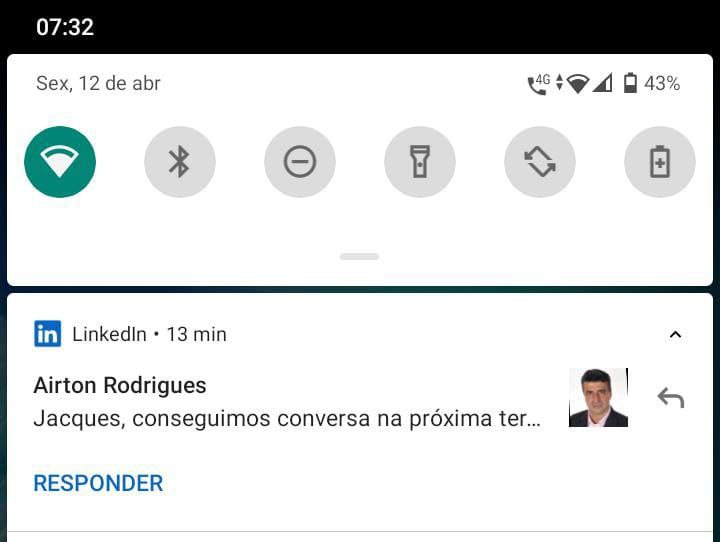 07:32
Sex, 12 de abr 4G 43%
in LinkedIn • 13 min
Airton Rodrigues
Jacques, conseguimos conversa na próxima ter...
RESPONDER